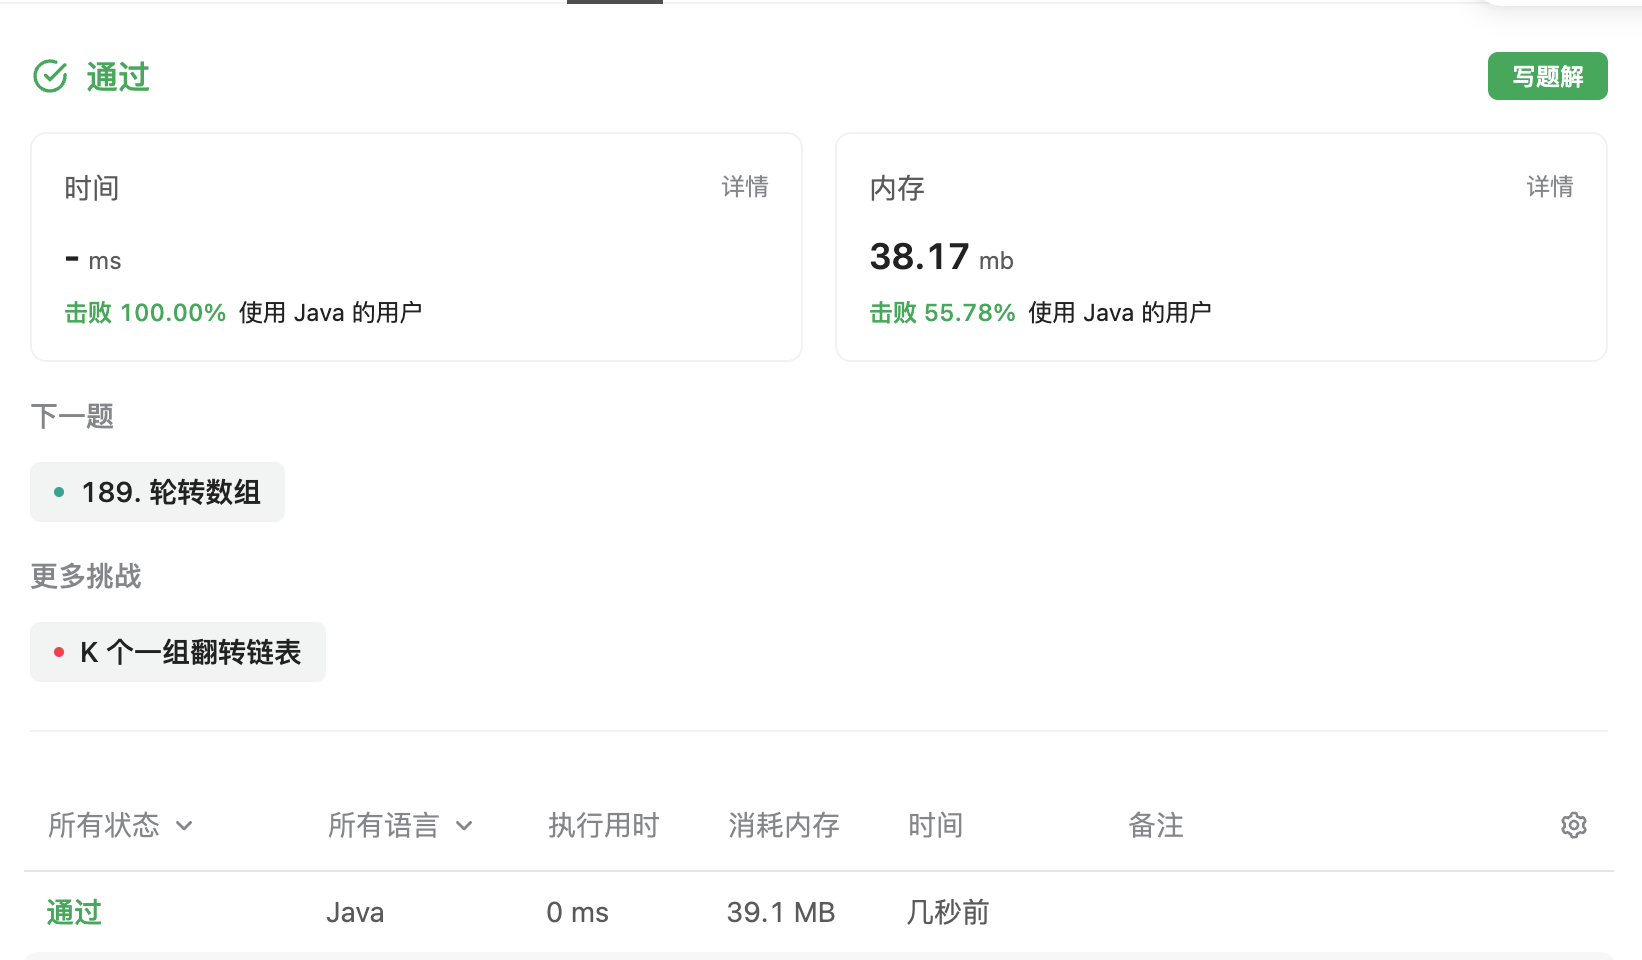 通过
写题解
时间 详情
- ms
击败 100.00% 使用 Java 的用户
内存 详情
38.17 mb
击败 55.78% 使用 Java 的用户
下一题
189. 轮转数组
更多挑战
K 个一组翻转链表
所有状态 所有语言 执行用时 消耗内存 时间 备注
通过 Java 0 ms 39.1 MB 几秒前